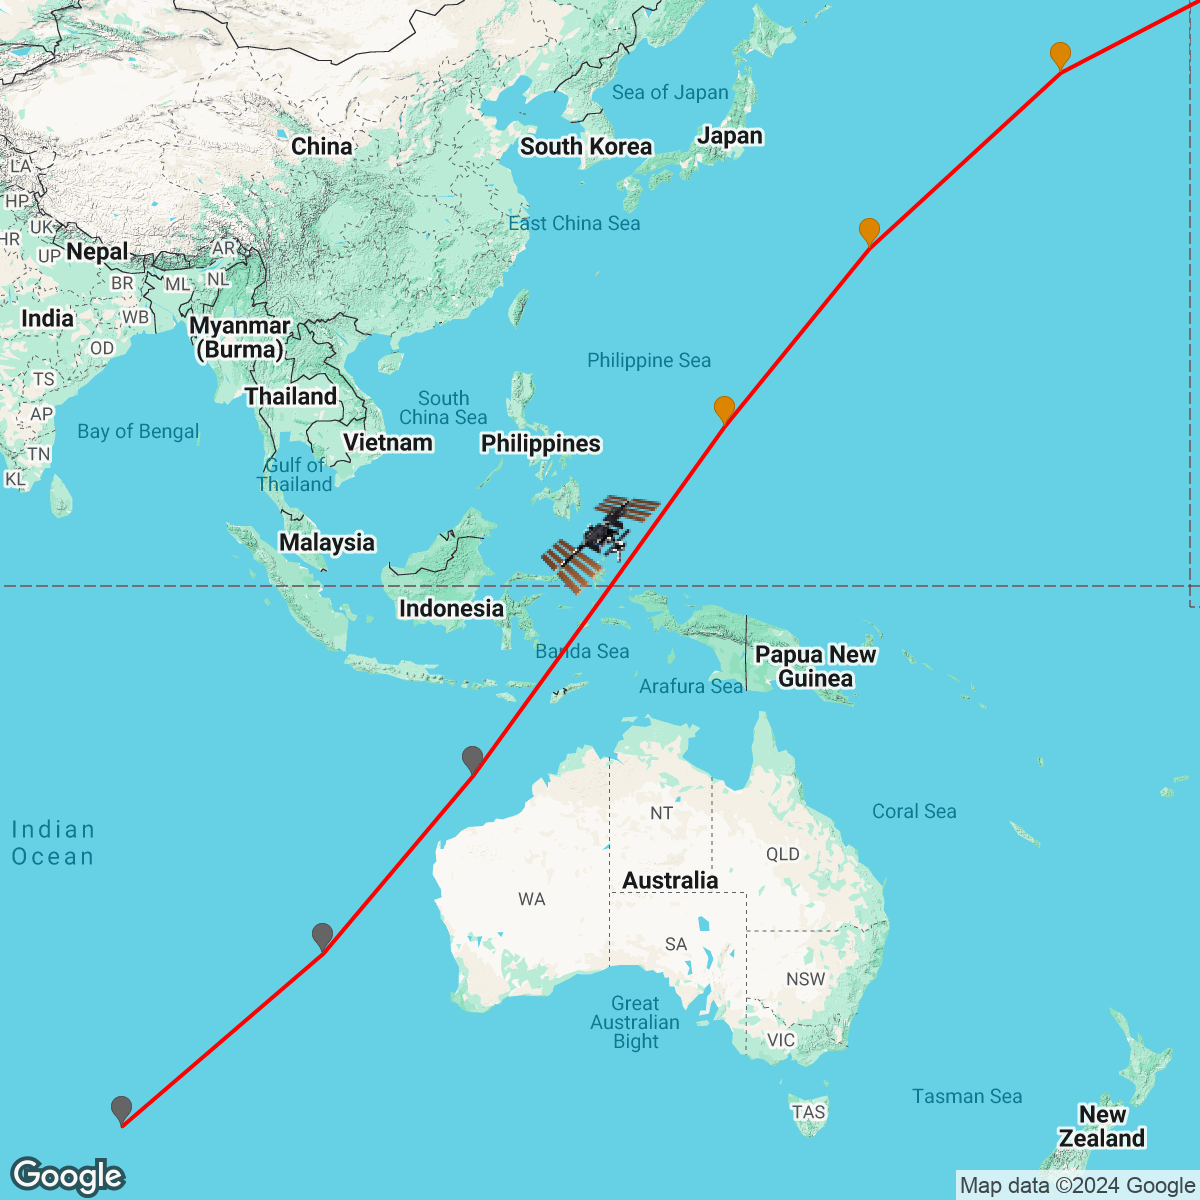 Sea of Japan
Japan
China
South Korea
LA
HP
East China Sea
UK
HR
Nepal
AR
UP
BR
ML
NL
India
WB
Myanmar
(Burma)
OD
Philippine Sea
TS
Thailand
South
China Sea
AP
Bay of Bengal
Vietnam
Philippines
TN
Gulf of
Thailand
KL
Malaysia
Indonesia
Banda Sea
Papua New
Guinea
Arafura Sea
Indian
Ocean
NT
Coral Sea
QLD
Australia
WA
SA
NSW
Great
Australian
Bight
VIC
Tasman Sea
TAS
New
Zealand
Google
Map data ©2024 Google